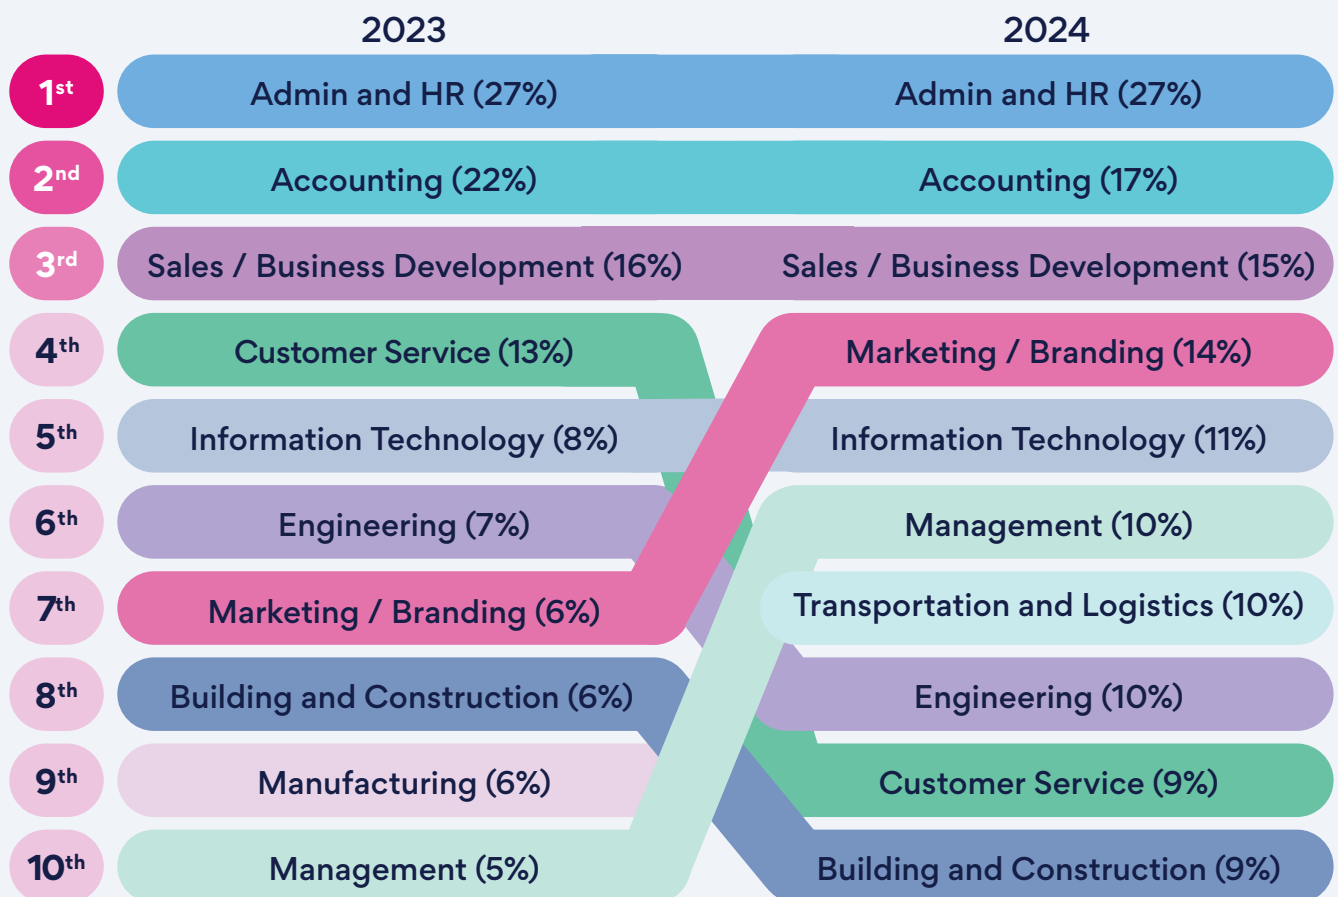 2023 2024
1st Admin and HR (27%) Admin and HR (27%)
2nd Accounting (22%) Accounting (17%)
3rd Sales / Business Development (16%) Sales / Business Development (15%)
4th Customer Service (13%) Marketing / Branding (14%)
5th Information Technology (8%) Information Technology (11%)
6th Engineering (7%) Management (10%)
7th Marketing / Branding (6%) Transportation and Logistics (10%)
8th Building and Construction (6%) Engineering (10%)
9th Manufacturing (6%) Customer Service (9%)
10th Management (5%) Building and Construction (9%)